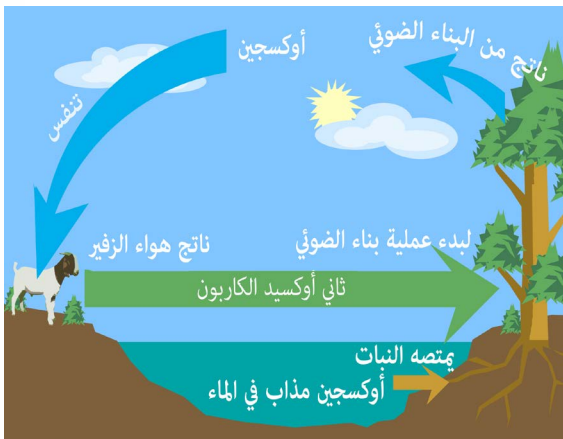 ناتج من البناء الضوئي
أوكسجين
تنفس
لبدء عملية بناء الضوئي
ناتج هواء الزفير
ثاني أوكسيد الكاربون
يمتصه النبات
أوكسجين مذاب في الماء